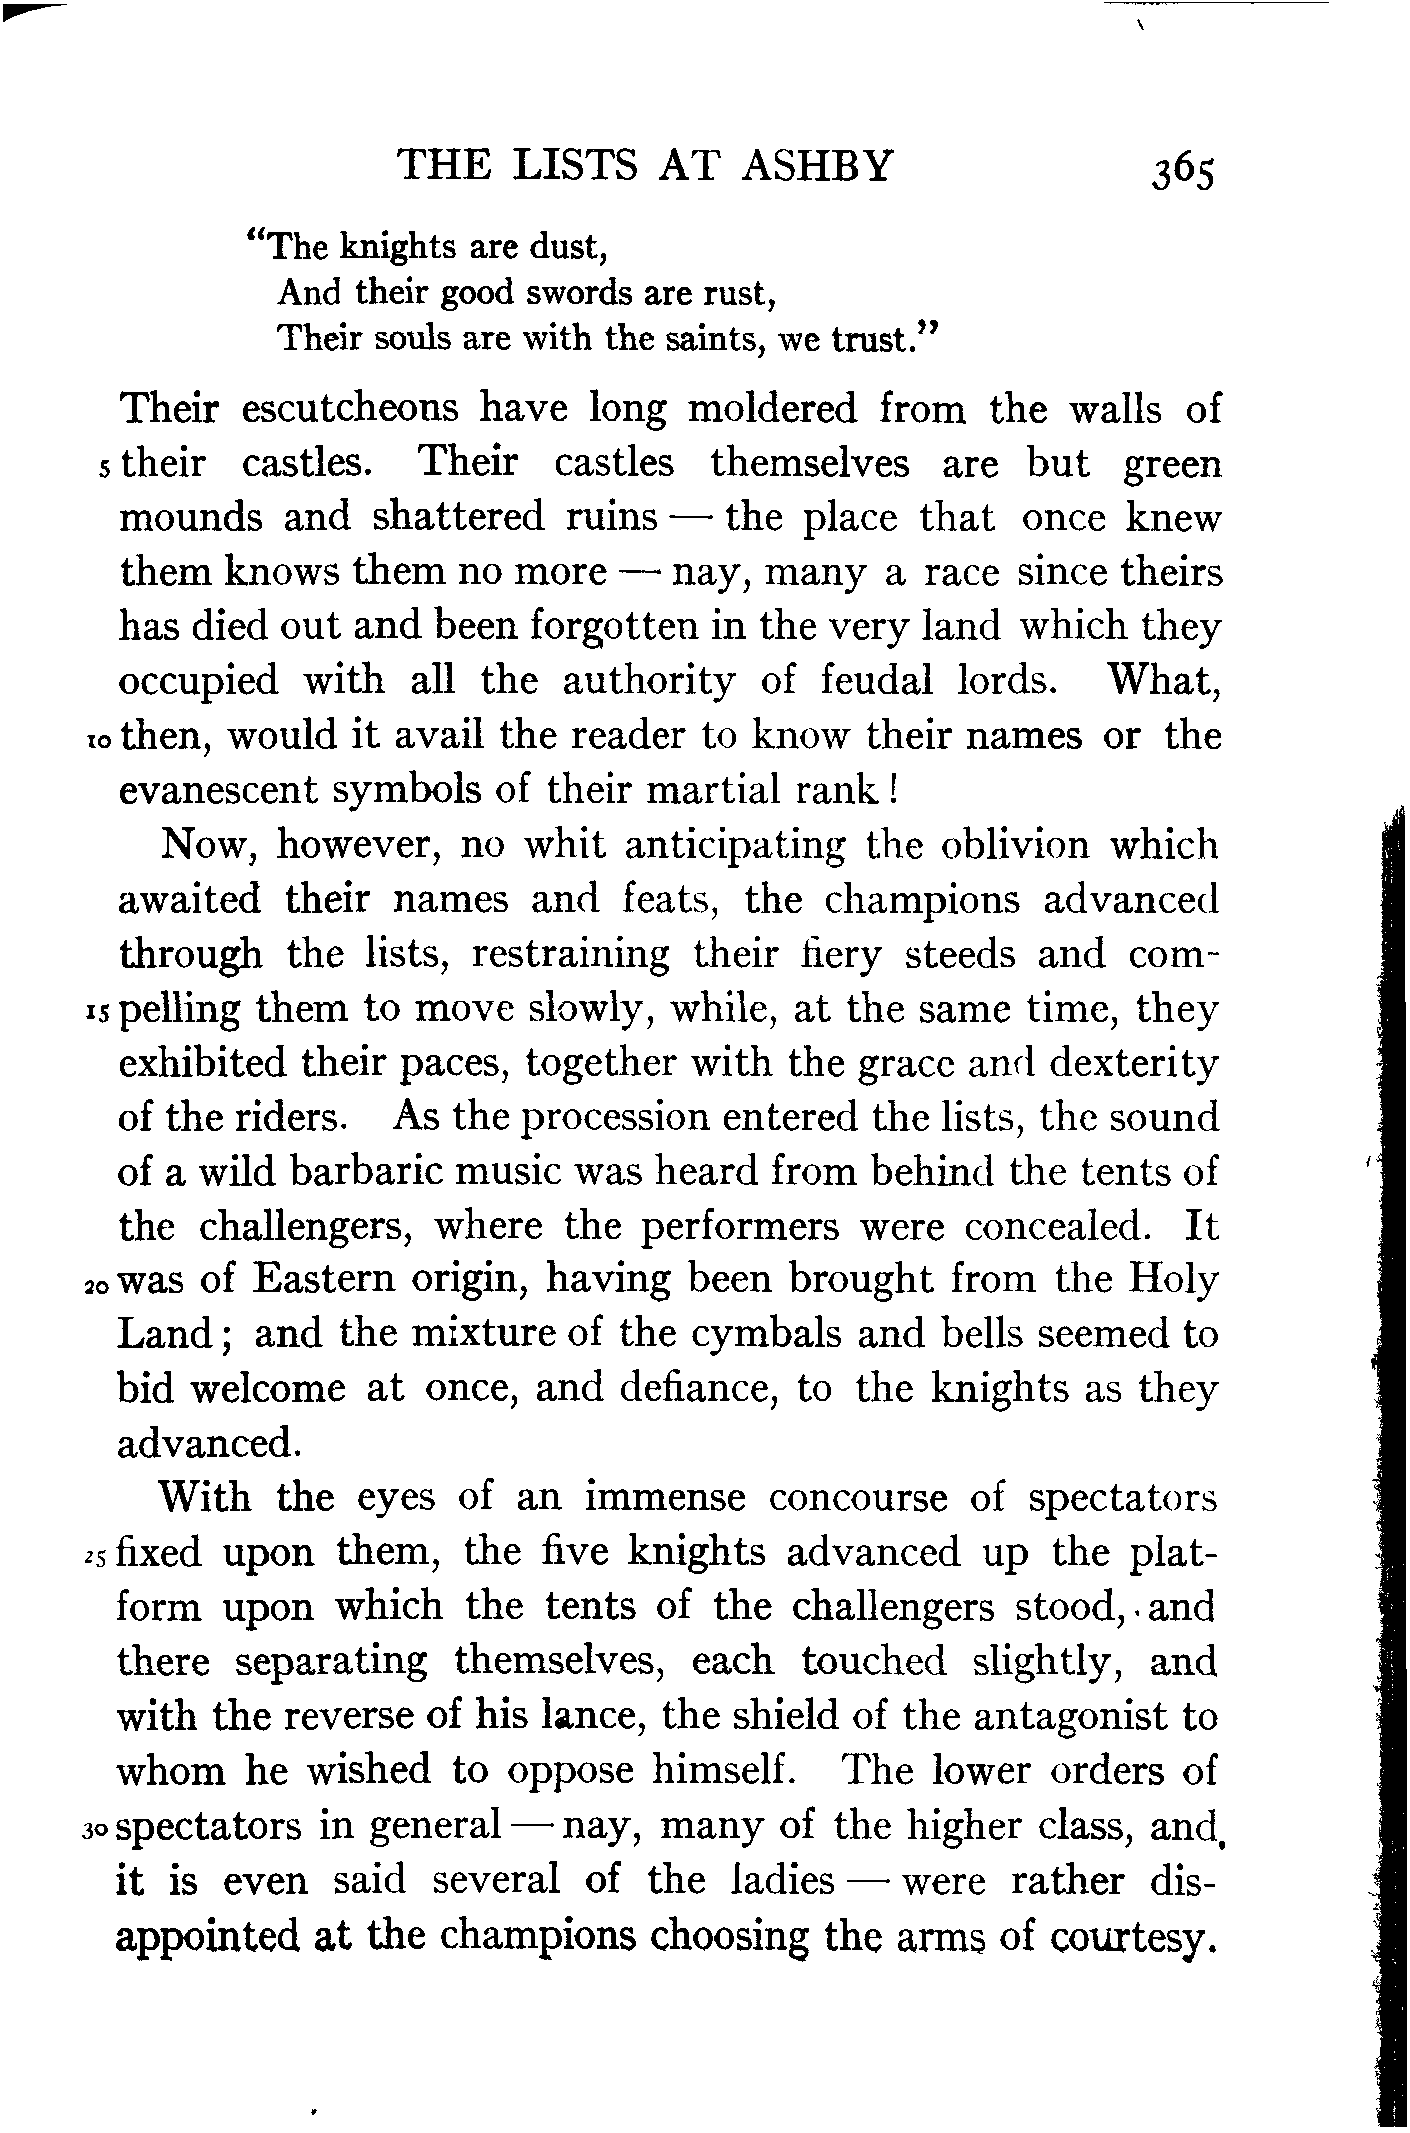 THE LISTS AT ASHBY 365
“The knights are dust,
And their good swords are rust,
Their souls are with the saints, we trust.”
Their escutcheons have long moldered from the walls of
5 their castles. Their castles themselves are but green
mounds and shattered ruins — the place that once knew
them knows them no more — nay, many a race since theirs
has died out and been forgotten in the very land which they
occupied with all the authority of feudal lords. What,
10 then, would it avail the reader to know their names or the
evanescent symbols of their martial rank !
Now, however, no whit anticipating the oblivion which
awaited their names and feats, the champions advanced
through the lists, restraining their fiery steeds and com-
15 pelling them to move slowly, while, at the same time, they
exhibited their paces, together with the grace and dexterity
of the riders. As the procession entered the lists, the sound
of a wild barbaric music was heard from behind the tents of
the challengers, where the performers were concealed. It
20 was of Eastern origin, having been brought from the Holy
Land ; and the mixture of the cymbals and bells seemed to
bid welcome at once, and defiance, to the knights as they
advanced.
With the eyes of an immense concourse of spectators
25 fixed upon them, the five knights advanced up the plat-
form upon which the tents of the challengers stood, and
there separating themselves, each touched slightly, and
with the reverse of his lance, the shield of the antagonist to
whom he wished to oppose himself. The lower orders of
30 spectators in general — nay, many of the higher class, and
it is even said several of the ladies — were rather dis-
appointed at the champions choosing the arms of courtesy.